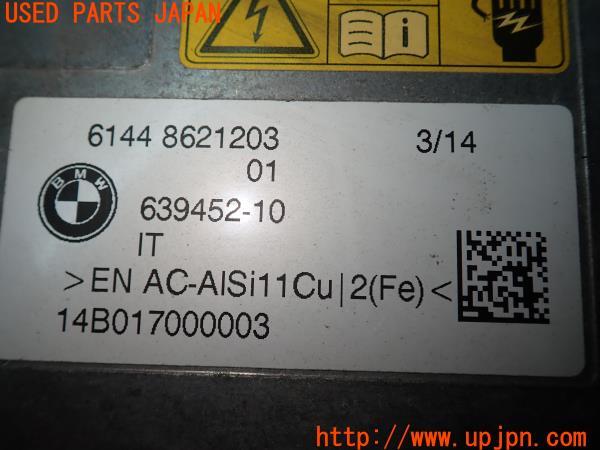 USED PARTS JAPAN
6144 8621203 3/14
01
BMW
639452-10
IT
>EN AC-AlSi11Cu|2(Fe)<
14B017000003
http://www.upjpn.com